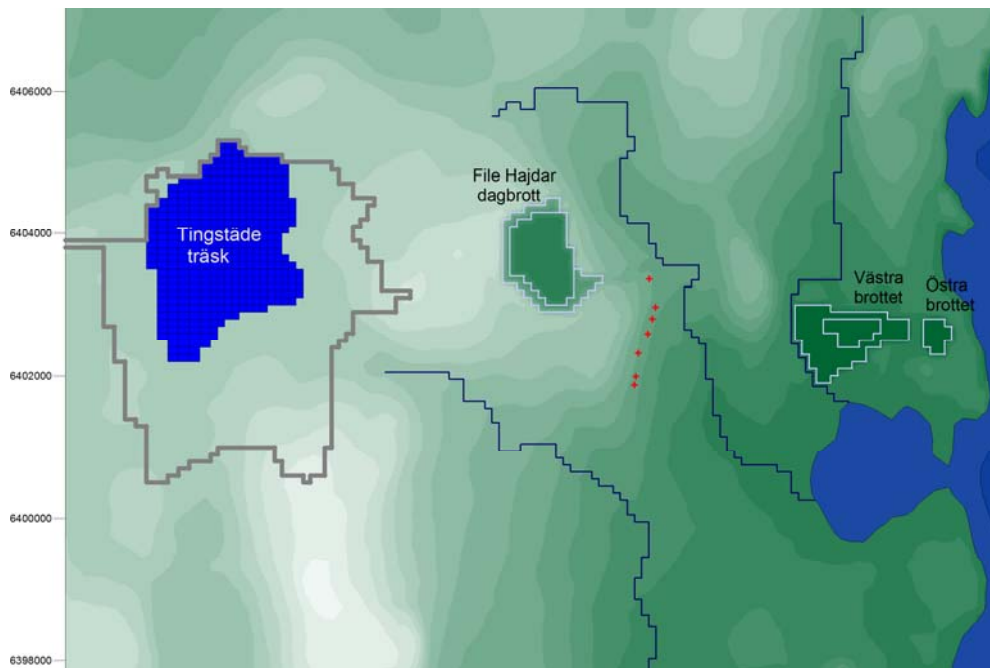 6406000
6404000
6402000
6400000
6398000
Tingstäde
träsk
File Hajdar
dagbrott
Västra
brottet
Östra
brottet